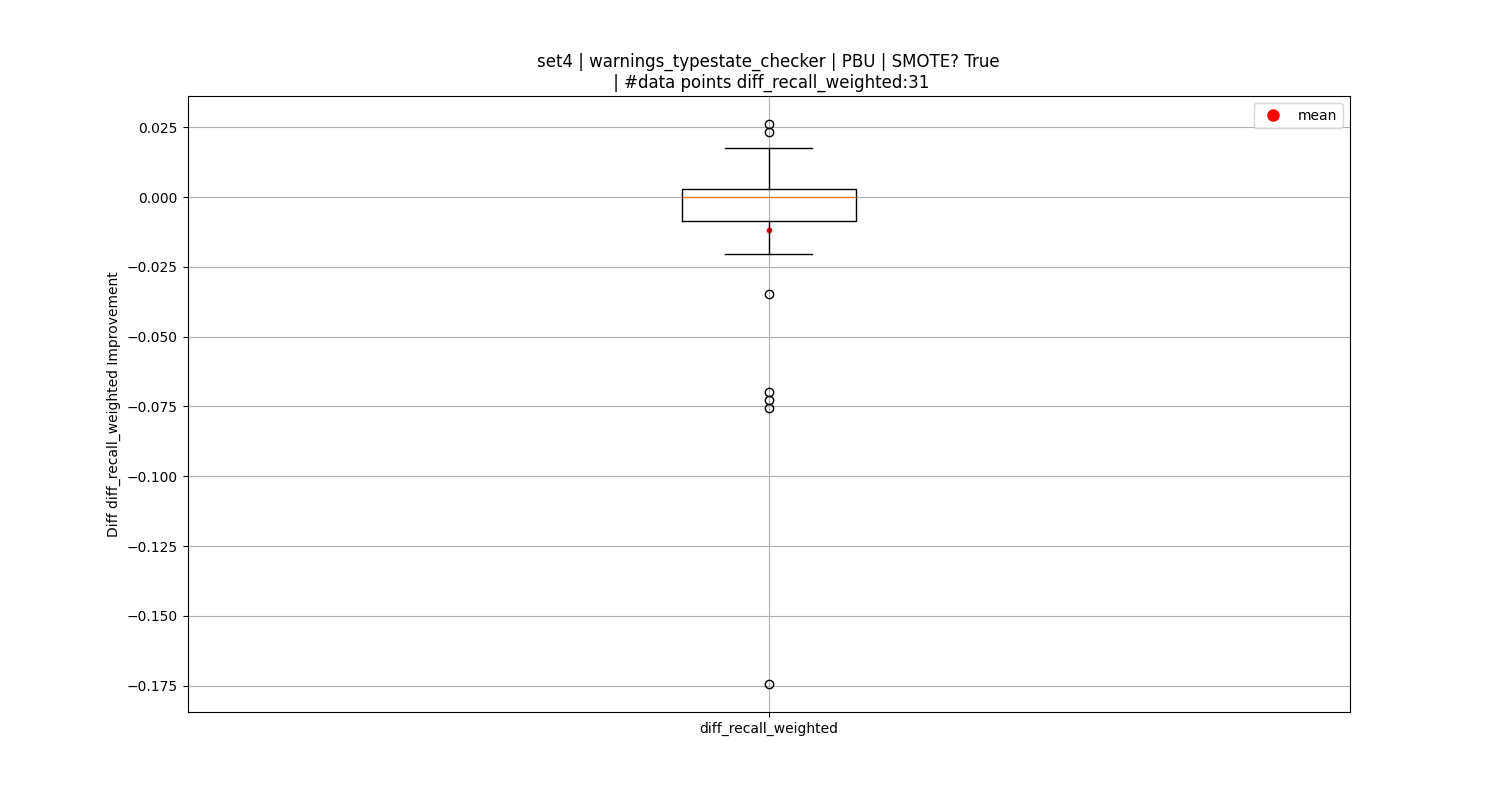 set4 | warnings_typestate_checker | PBU | SMOTE? True
| #data points diff_recall_weighted:31
mean
0.025
0.000
−0.025
−0.050
−0.075
−0.100
−0.125
−0.150
−0.175
Diff diff_recall_weighted Improvement
diff_recall_weighted